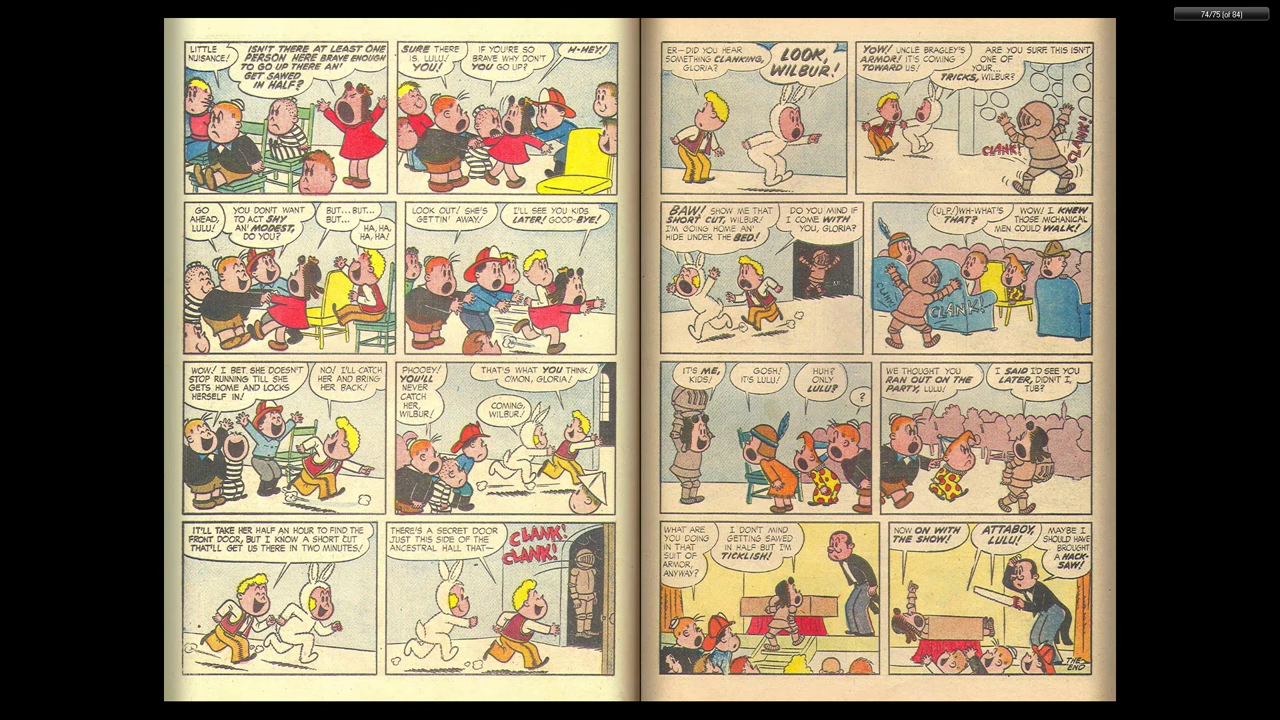 74/75 (of 84)
LITTLE
NUISANCE!
ISN'T THERE AT LEAST ONE
PERSON HERE BRAVE ENOUGH
TO GO UP THERE AN'
GET SAWED
IN HALF?
SURE THERE
IS, LULU!
YOU!
IF YOU'RE SO
BRAVE WHY DON'T
YOU GO UP?
H-HEY!
GO
AHEAD,
LULU!
YOU DON'T WANT
TO ACT SHY
AN' MODEST,
DO YOU?
BUT...BUT...
BUT...
HA, HA,
HA, HA!
LOOK OUT! SHE'S
GETTIN' AWAY!
I'LL SEE YOU KIDS
LATER! GOOD-BYE!
WOW! I BET SHE DOESN'T
STOP RUNNING TILL SHE
GETS HOME AND LOCKS
HERSELF IN!
NO! I'LL CATCH
HER AND BRING
HER BACK!
PHOOEY!
YOU'LL
NEVER
CATCH
HER,
WILBUR!
THAT'S WHAT YOU THINK!
C'MON, GLORIA!
COMING,
WILBUR!
IT'LL TAKE HER HALF AN HOUR TO FIND THE
FRONT DOOR, BUT I KNOW A SHORT CUT
THAT'LL GET US THERE IN TWO MINUTES!
THERE'S A SECRET DOOR
JUST THIS SIDE OF THE
ANCESTRAL HALL THAT—
CLANK!
CLANK!
ER—DID YOU HEAR
SOMETHING CLANKING,
GLORIA?
LOOK,
WILBUR!
YOW! UNCLE BRAGLEY'S
ARMOR! IT'S COMING
TOWARD US!
ARE YOU SURE THIS ISN'T
ONE OF
YOUR...
TRICKS, WILBUR?
CLANK!
CLANK!
BAW! SHOW ME THAT
SHORT CUT, WILBUR!
I'M GOING HOME AN'
HIDE UNDER THE BED!
DO YOU MIND IF
I COME WITH
YOU, GLORIA?
(ULP!) WH-WHAT'S
THAT?
WOW! I KNEW
THOSE MICHANICAL
MEN COULD WALK!
CLANK!
CLANK!
IT'S ME,
KIDS!
GOSH!
IT'S LULU!
HUH?
ONLY
LULU?
?
WE THOUGHT YOU
RAN OUT ON THE
PARTY, LULU!
I SAID I'D SEE YOU
LATER, DIDN'T I,
TUB?
WHAT ARE
YOU DOING
IN THAT
SUIT OF
ARMOR,
ANYWAY?
I DON'T MIND
GETTING SAWED
IN HALF BUT I'M
TICKLISH!
NOW ON WITH
THE SHOW!
ATTABOY,
LULU!
MAYBE I
SHOULD HAVE
BROUGHT
A HACK-
SAW!
THE
END